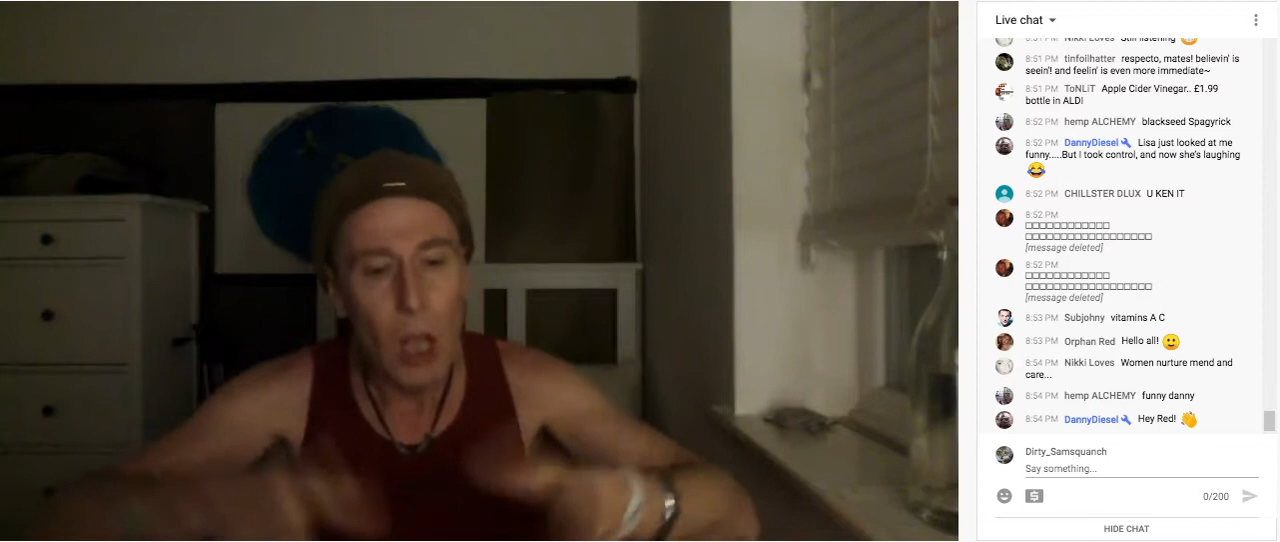 Live chat
8:51 PM Nikki Loves Still listening
8:51 PM tinfoilhatter respecto, mates! believin' is
seein'! and feelin' is even more immediate~
8:51 PM ToNLiT Apple Cider Vinegar.. £1.99
bottle in ALDI
8:52 PM hemp ALCHEMY blackseed Spagyrick
8:52 PM DannyDiesel Lisa just looked at me
funny.....But I took control, and now she's laughing
😂
8:52 PM CHILLSTER DLUX U KEN IT
8:52 PM
□□□□□□□□□□□□
□□□□□□□□□□□□□□□□□□
[message deleted]
8:52 PM
□□□□□□□□□□□□
□□□□□□□□□□□□□□□□□□
[message deleted]
8:53 PM Subjohny vitamins A C
8:53 PM Orphan Red Hello all! 🙂
8:54 PM Nikki Loves Women nurture mend and
care...
8:54 PM hemp ALCHEMY funny danny
8:54 PM DannyDiesel Hey Red! 👏
Dirty_Samsquanch
Say something...
0/200
HIDE CHAT